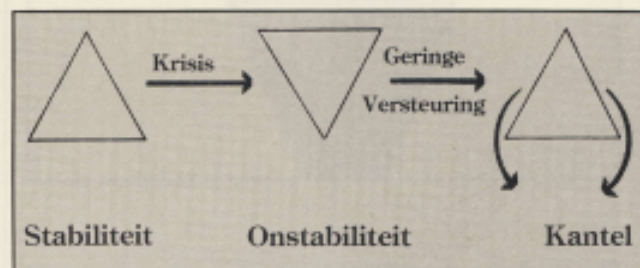 Krisis
Geringe
Versteuring
Stabiliteit
Onstabiliteit
Kantel